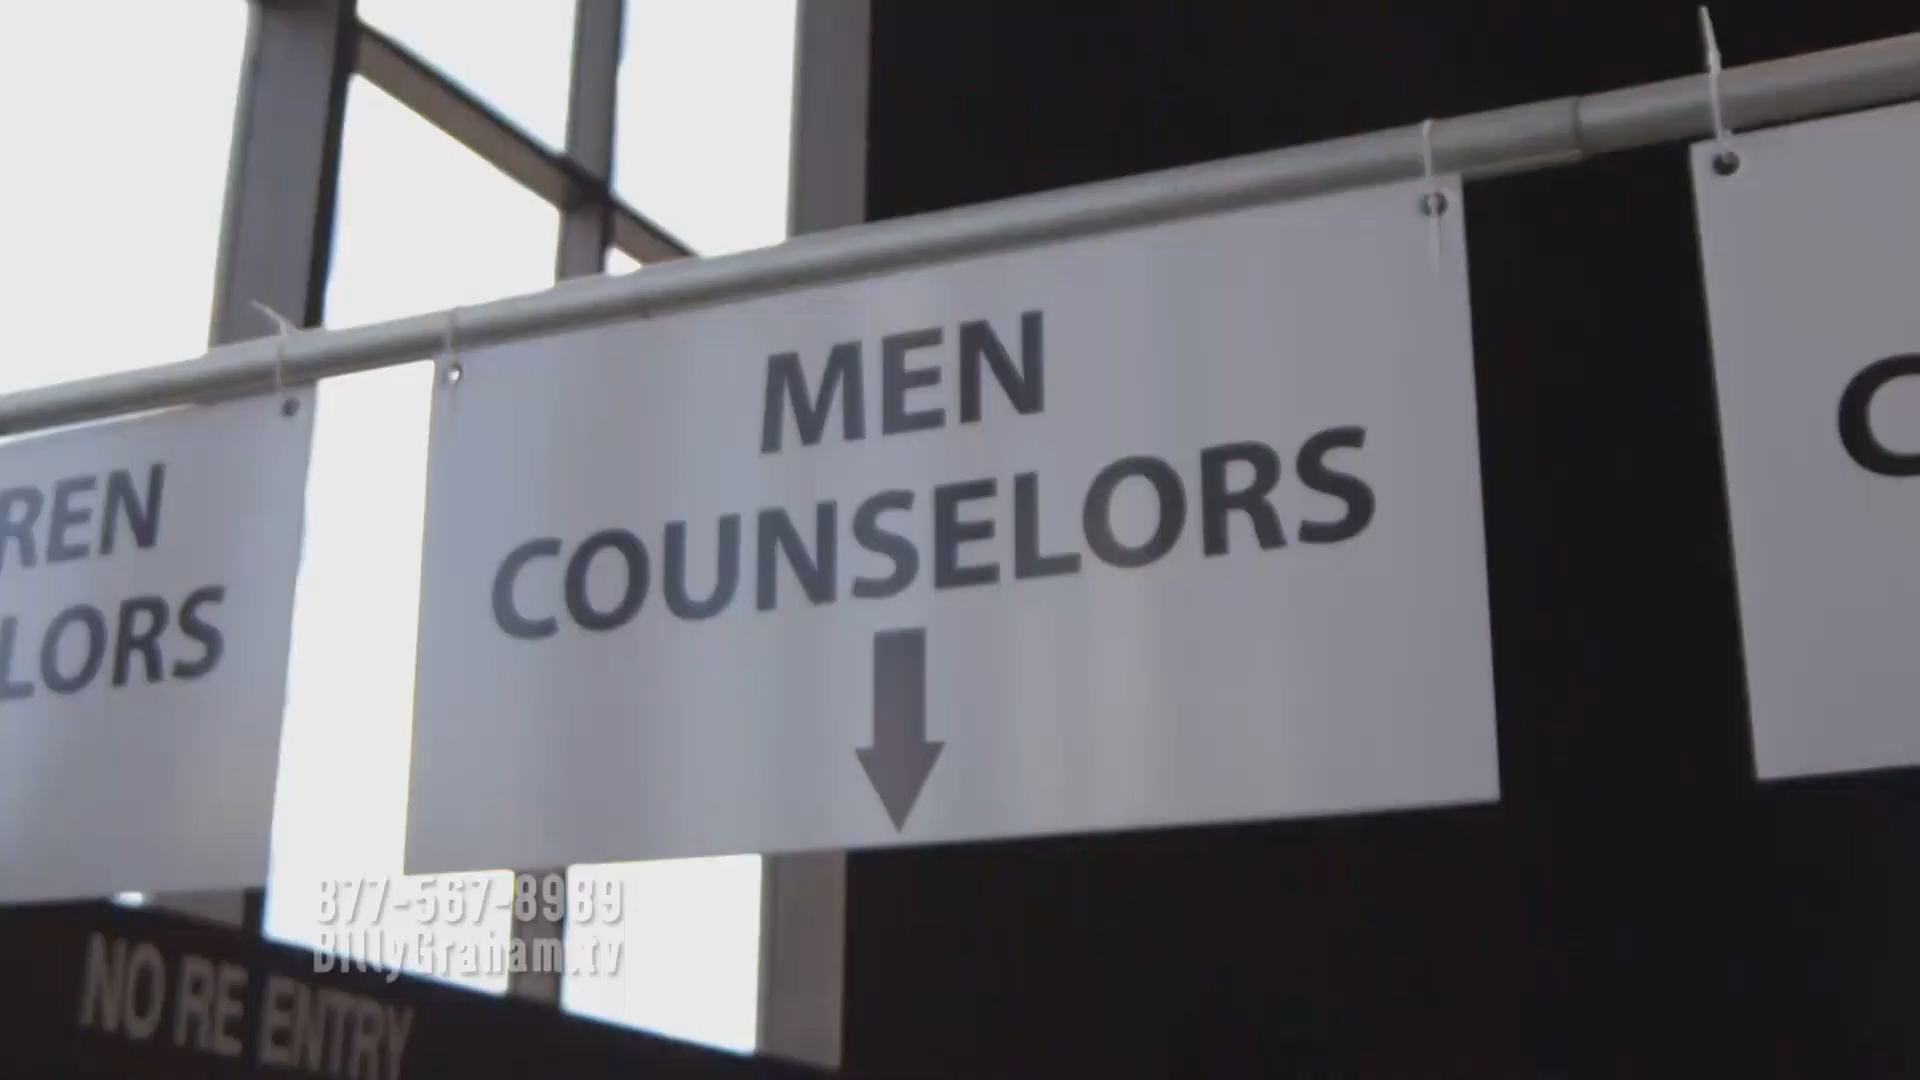 MEN
COUNSELORS
REN
LORS
C
877-567-8989
BillyGraham.tv
NO RE ENTRY